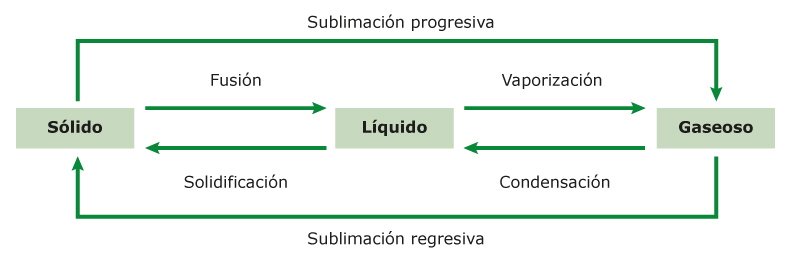 Sublimación progresiva
Fusión
Vaporización
Sólido
Líquido
Gaseoso
Solidificación
Condensación
Sublimación regresiva